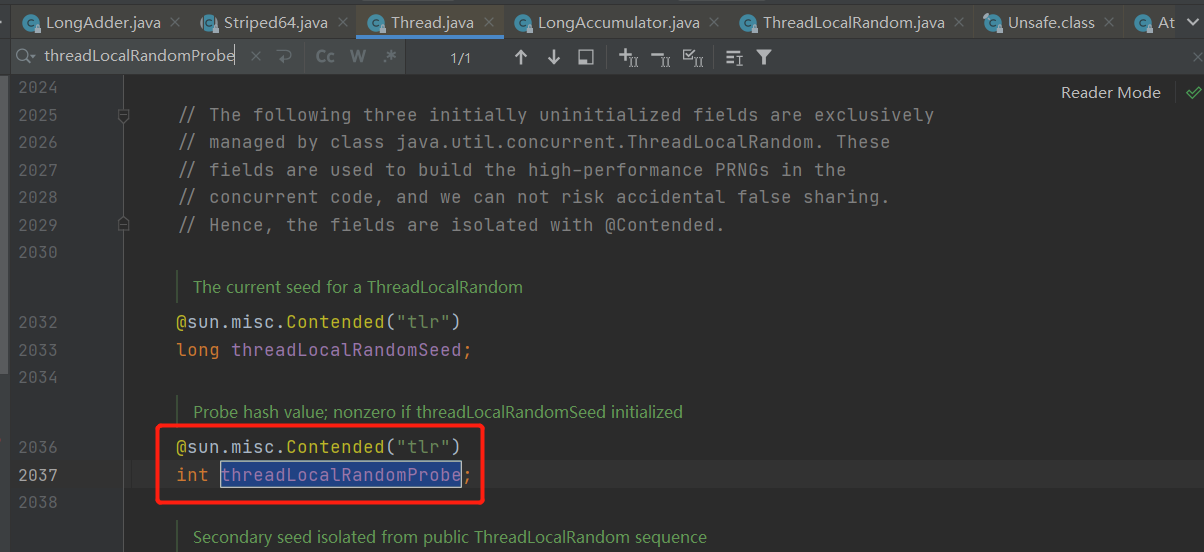 LongAdder.java Striped64.java Thread.java LongAccumulator.java ThreadLocalRandom.java Unsafe.class At
threadLocalRandomProbe Cc W .* 1/1
Reader Mode
2024
2025 // The following three initially uninitialized fields are exclusively
2026 // managed by class java.util.concurrent.ThreadLocalRandom. These
2027 // fields are used to build the high-performance PRNGs in the
2028 // concurrent code, and we can not risk accidental false sharing.
2029 // Hence, the fields are isolated with @Contended.
2030
The current seed for a ThreadLocalRandom
2032 @sun.misc.Contended("tlr")
2033 long threadLocalRandomSeed;
2034
Probe hash value; nonzero if threadLocalRandomSeed initialized
2036 @sun.misc.Contended("tlr")
2037 int threadLocalRandomProbe;
2038
Secondary seed isolated from public ThreadLocalRandom sequence